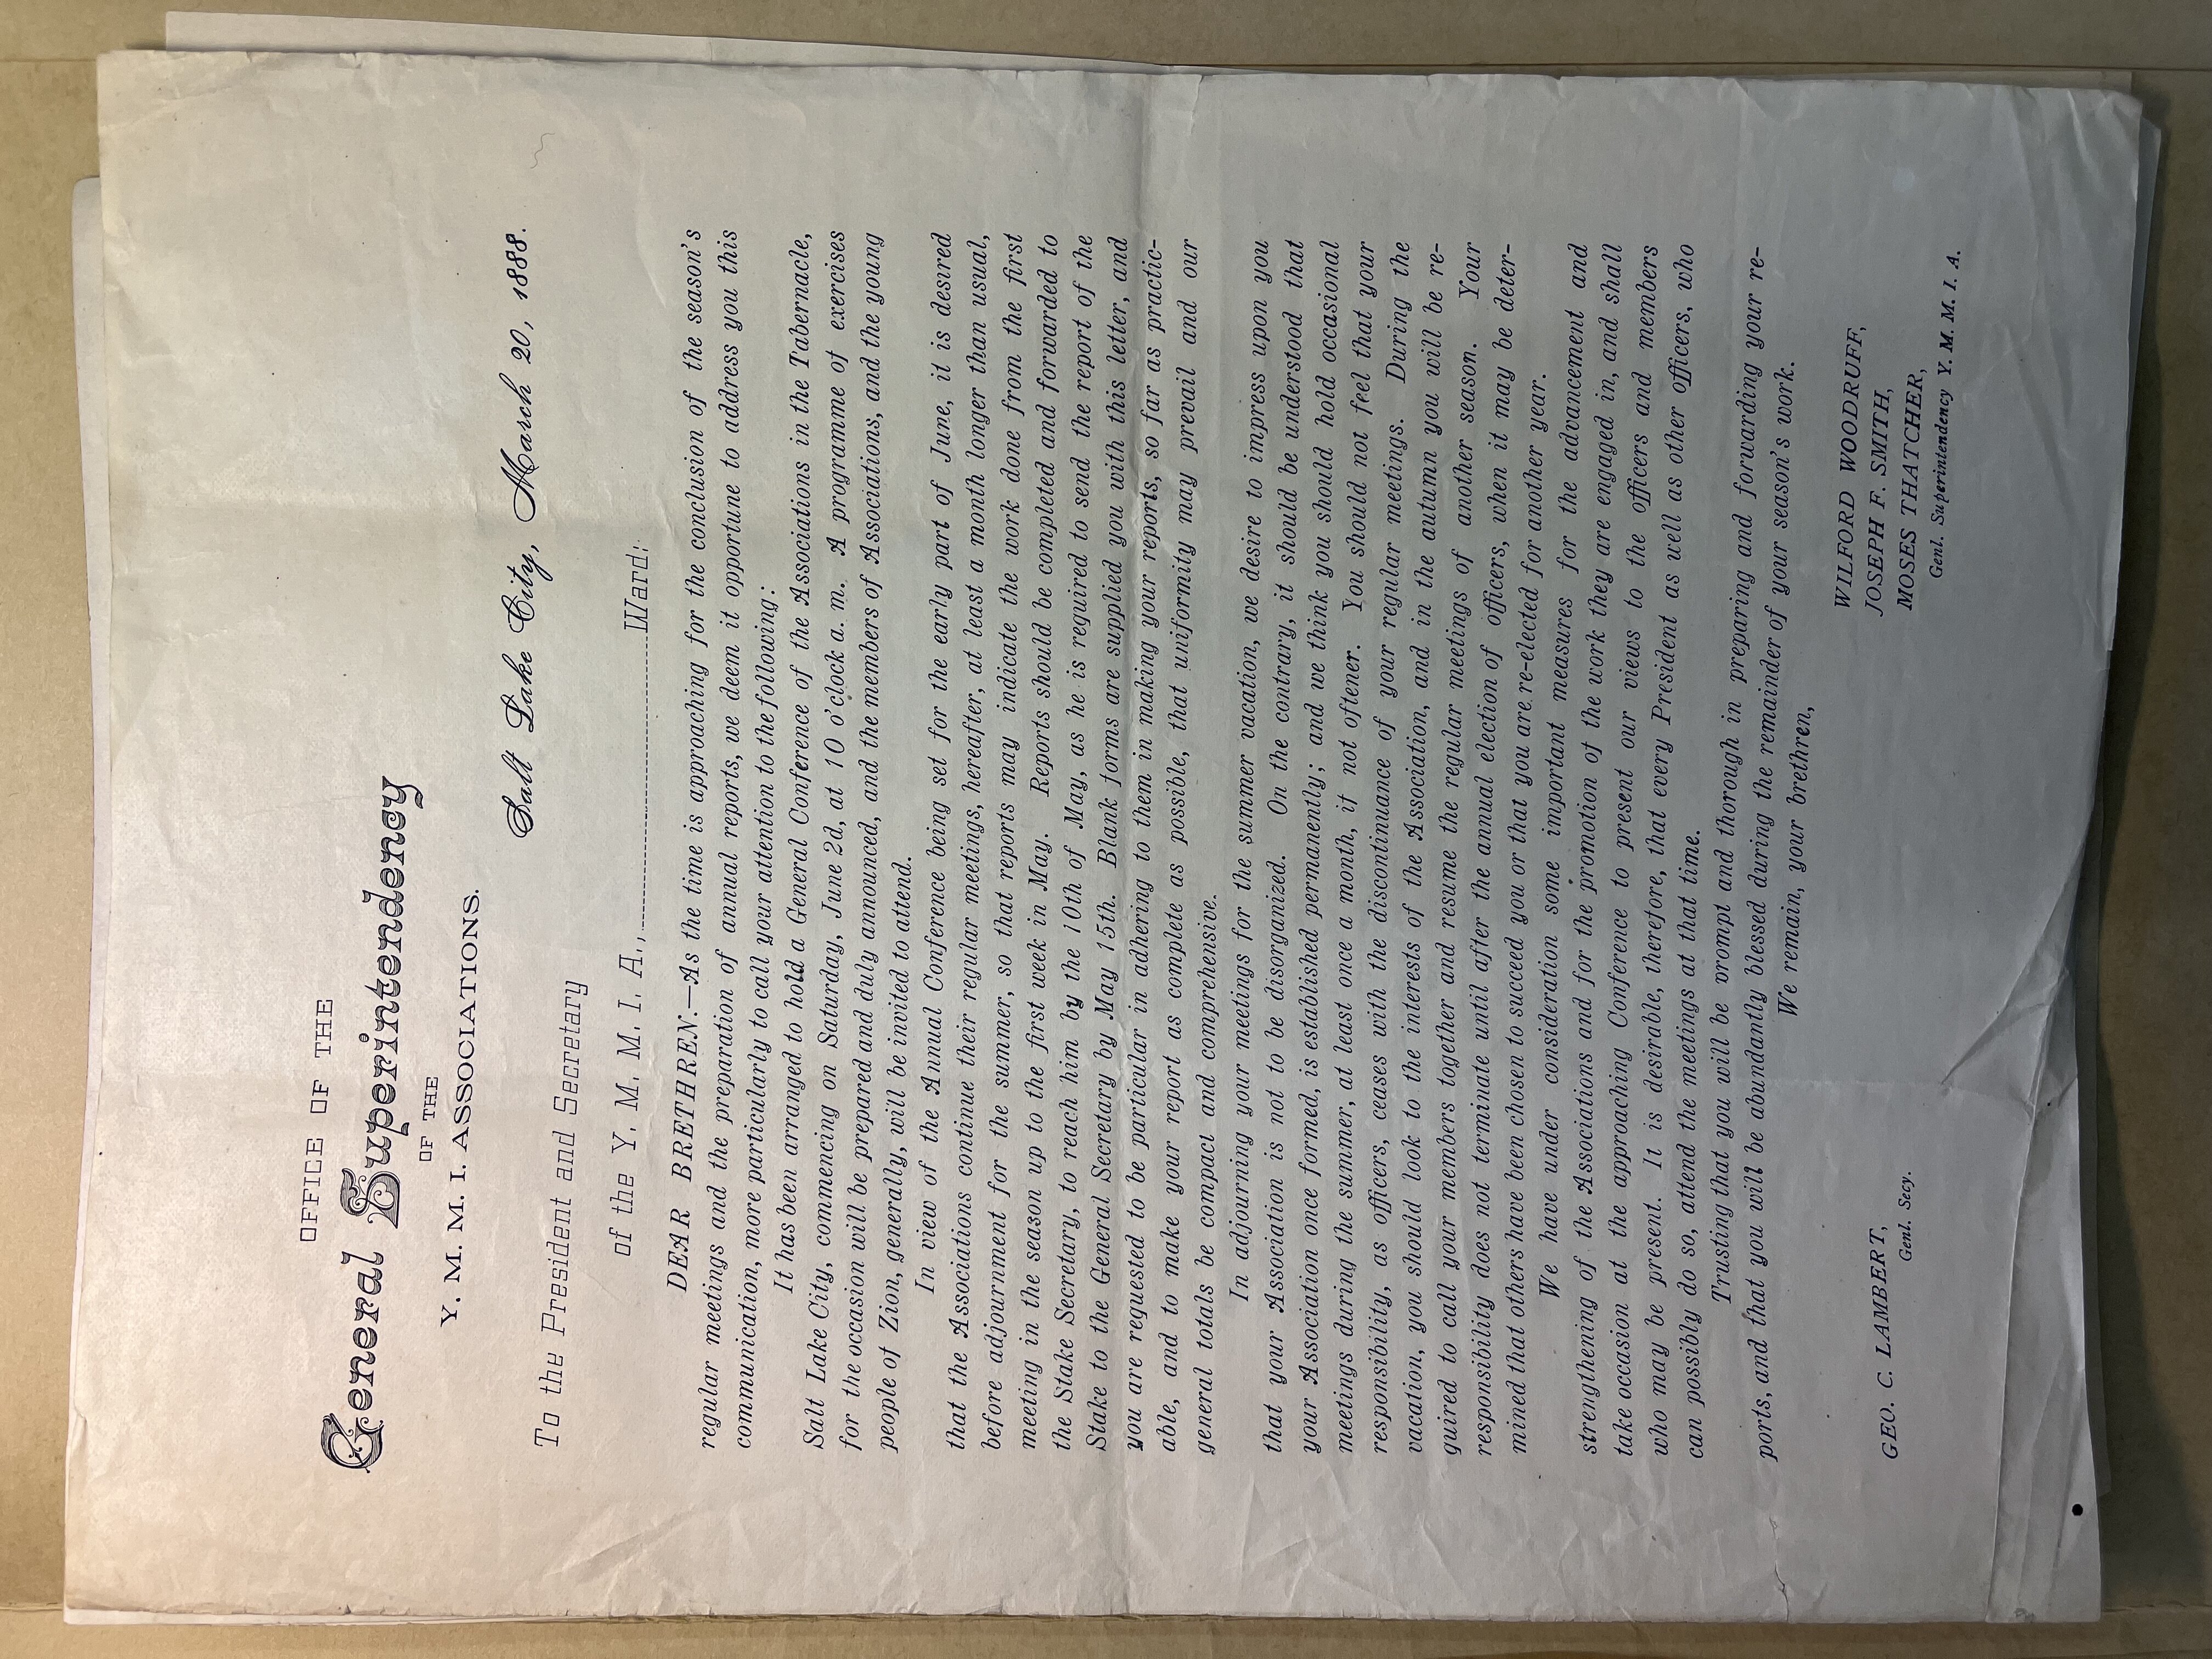 OFFICE OF THE
General Superintendency
OF THE
Y. M. M. I. ASSOCIATIONS.
Salt Lake City, March 20, 1888.
To the President and Secretary
of the Y. M. M. I. A., Ward:
DEAR BRETHREN.—As the time is approaching for the conclusion of the season's
regular meetings and the preparation of annual reports, we deem it opportune to address you this
communication, more particularly to call your attention to the following:
It has been arranged to hold a General Conference of the Associations in the Tabernacle,
Salt Lake City, commencing on Saturday, June 2d, at 10 o'clock a. m. A programme of exercises
for the occasion will be prepared and duly announced, and the members of Associations, and the young
people of Zion, generally, will be invited to attend.
In view of the Annual Conference being set for the early part of June, it is desired
that the Associations continue their regular meetings, hereafter, at least a month longer than usual,
before adjournment for the summer, so that reports may indicate the work done from the first
meeting in the season up to the first week in May. Reports should be completed and forwarded to
the Stake Secretary, to reach him by the 10th of May, as he is required to send the report of the
Stake to the General Secretary by May 15th. Blank forms are supplied you with this letter, and
you are requested to be particular in adhering to them in making your reports, so far as practic-
able, and to make your report as complete as possible, that uniformity may prevail and our
general totals be compact and comprehensive.
In adjourning your meetings for the summer vacation, we desire to impress upon you
that your Association is not to be disorganized. On the contrary, it should be understood that
your Association once formed, is established permanently; and we think you should hold occasional
meetings during the summer, at least once a month, if not oftener. You should not feel that your
responsibility, as officers, ceases with the discontinuance of your regular meetings. During the
vacation, you should look to the interests of the Association, and in the autumn you will be re-
quired to call your members together and resume the regular meetings of another season. Your
responsibility does not terminate until after the annual election of officers, when it may be deter-
mined that others have been chosen to succeed you or that you are re-elected for another year.
We have under consideration some important measures for the advancement and
strengthening of the Associations and for the promotion of the work they are engaged in, and shall
take occasion at the approaching Conference to present our views to the officers and members
who may be present. It is desirable, therefore, that every President as well as other officers, who
can possibly do so, attend the meetings at that time.
Trusting that you will be prompt and thorough in preparing and forwarding your re-
ports, and that you will be abundantly blessed during the remainder of your season's work.
We remain, your brethren,
WILFORD WOODRUFF,
JOSEPH F. SMITH,
MOSES THATCHER,
Genl. Superintendency Y. M. M. I. A.
GEO. C. LAMBERT,
Genl. Secy.